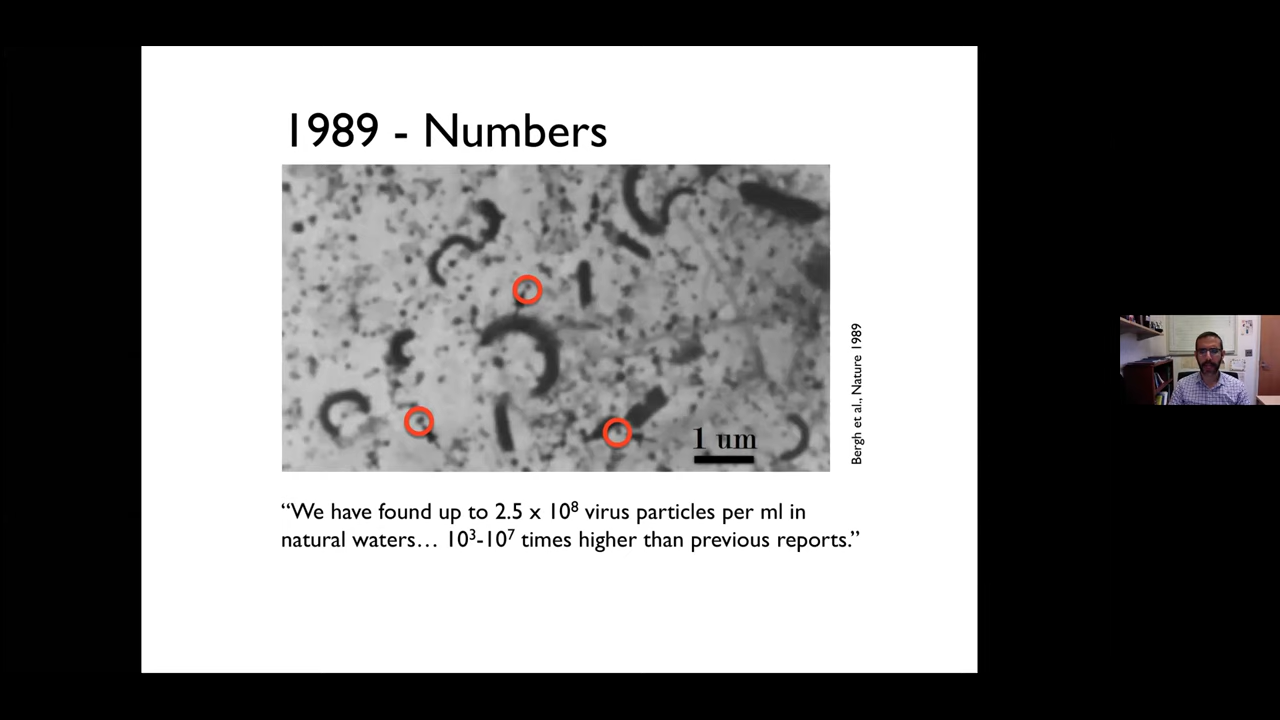 1989 - Numbers
1 um
Bergh et al., Nature 1989
“We have found up to 2.5 x 10⁸ virus particles per ml in
natural waters… 10³-10⁷ times higher than previous reports.”